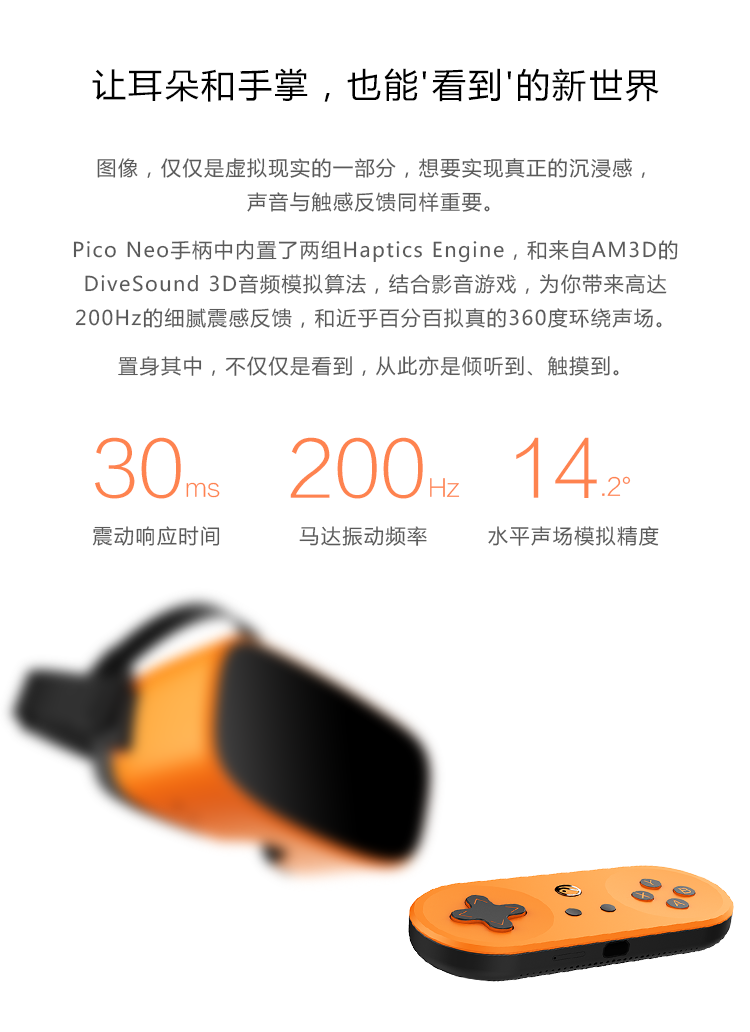 让耳朵和手掌，也能'看到'的新世界
图像，仅仅是虚拟现实的一部分，想要实现真正的沉浸感，
声音与触感反馈同样重要。
Pico Neo手柄中内置了两组Haptics Engine，和来自AM3D的
DiveSound 3D音频模拟算法，结合影音游戏，为你带来高达
200Hz的细腻震感反馈，和近乎百分百拟真的360度环绕声场。
置身其中，不仅仅是看到，从此亦是倾听到、触摸到。
30ms 200Hz 14.2°
震动响应时间 马达振动频率 水平声场模拟精度
Y
X B
A